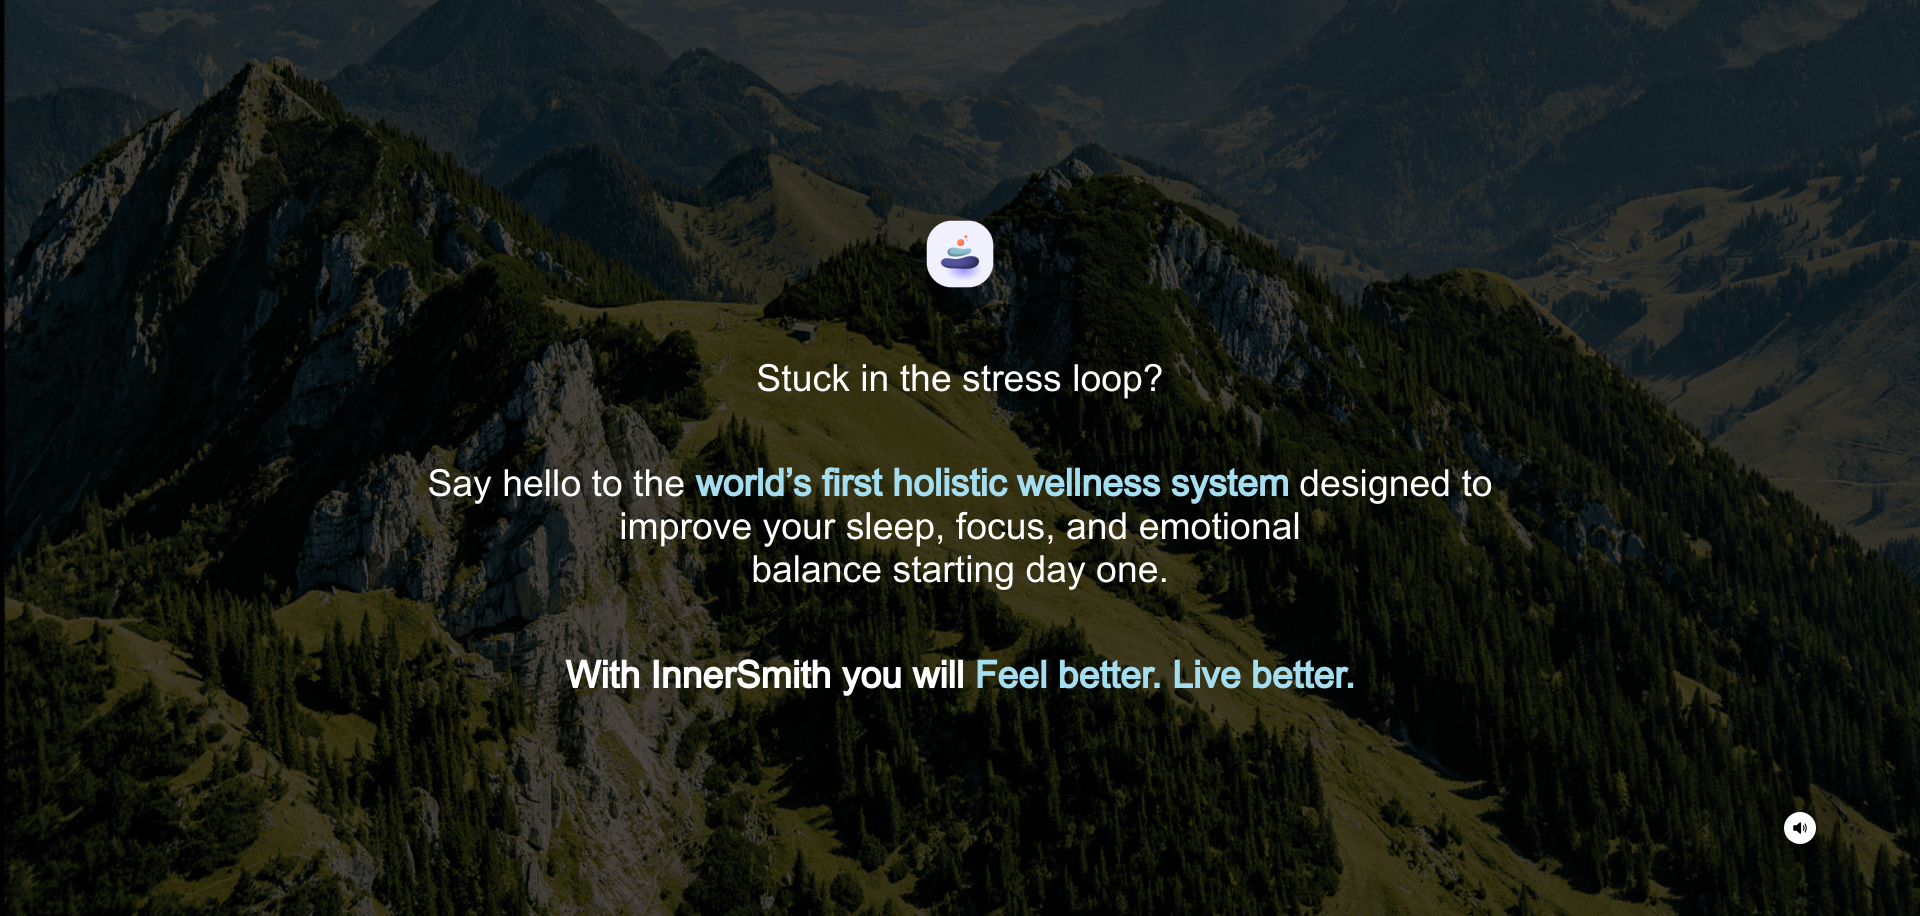 Stuck in the stress loop?
Say hello to the world’s first holistic wellness system designed to
improve your sleep, focus, and emotional
balance starting day one.
With InnerSmith you will Feel better. Live better.